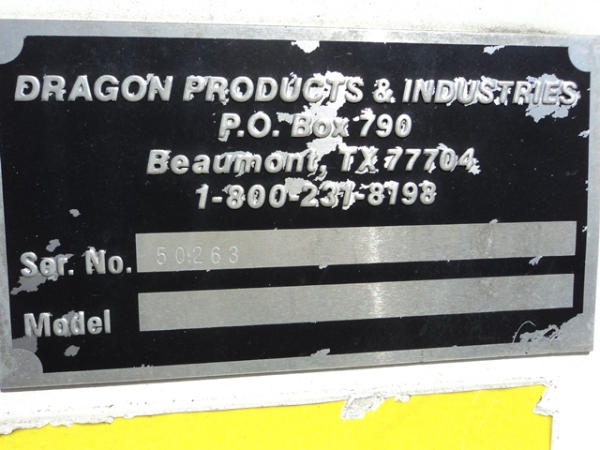 DRAGON PRODUCTS & INDUSTRIES
P.O. Box 790
Beaumont, TX 77704
1-800-231-8198
Ser. No. 50263
Model